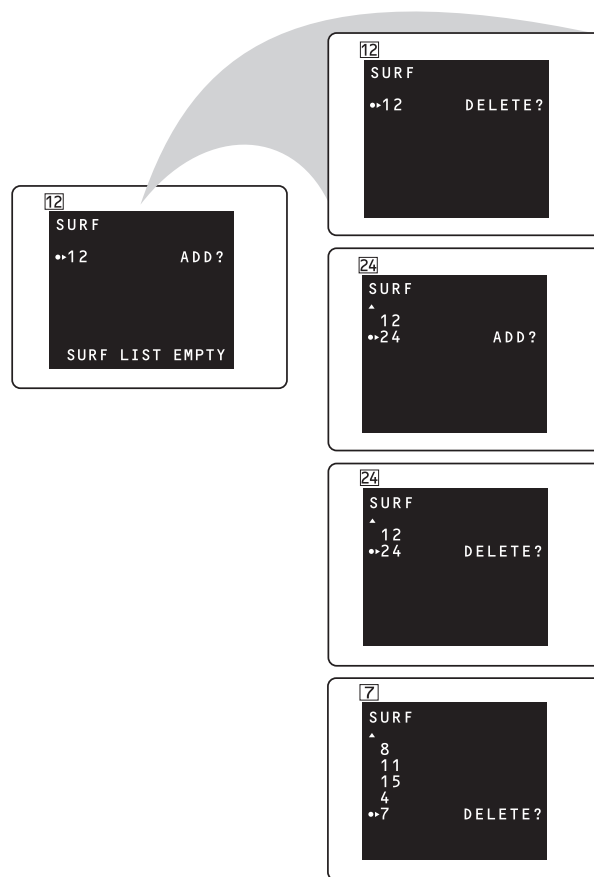 12
SURF
12 ADD?
SURF LIST EMPTY
12
SURF
12 DELETE?
24
SURF
12
24 ADD?
24
SURF
12
24 DELETE?
7
SURF
8
11
15
4
7 DELETE?